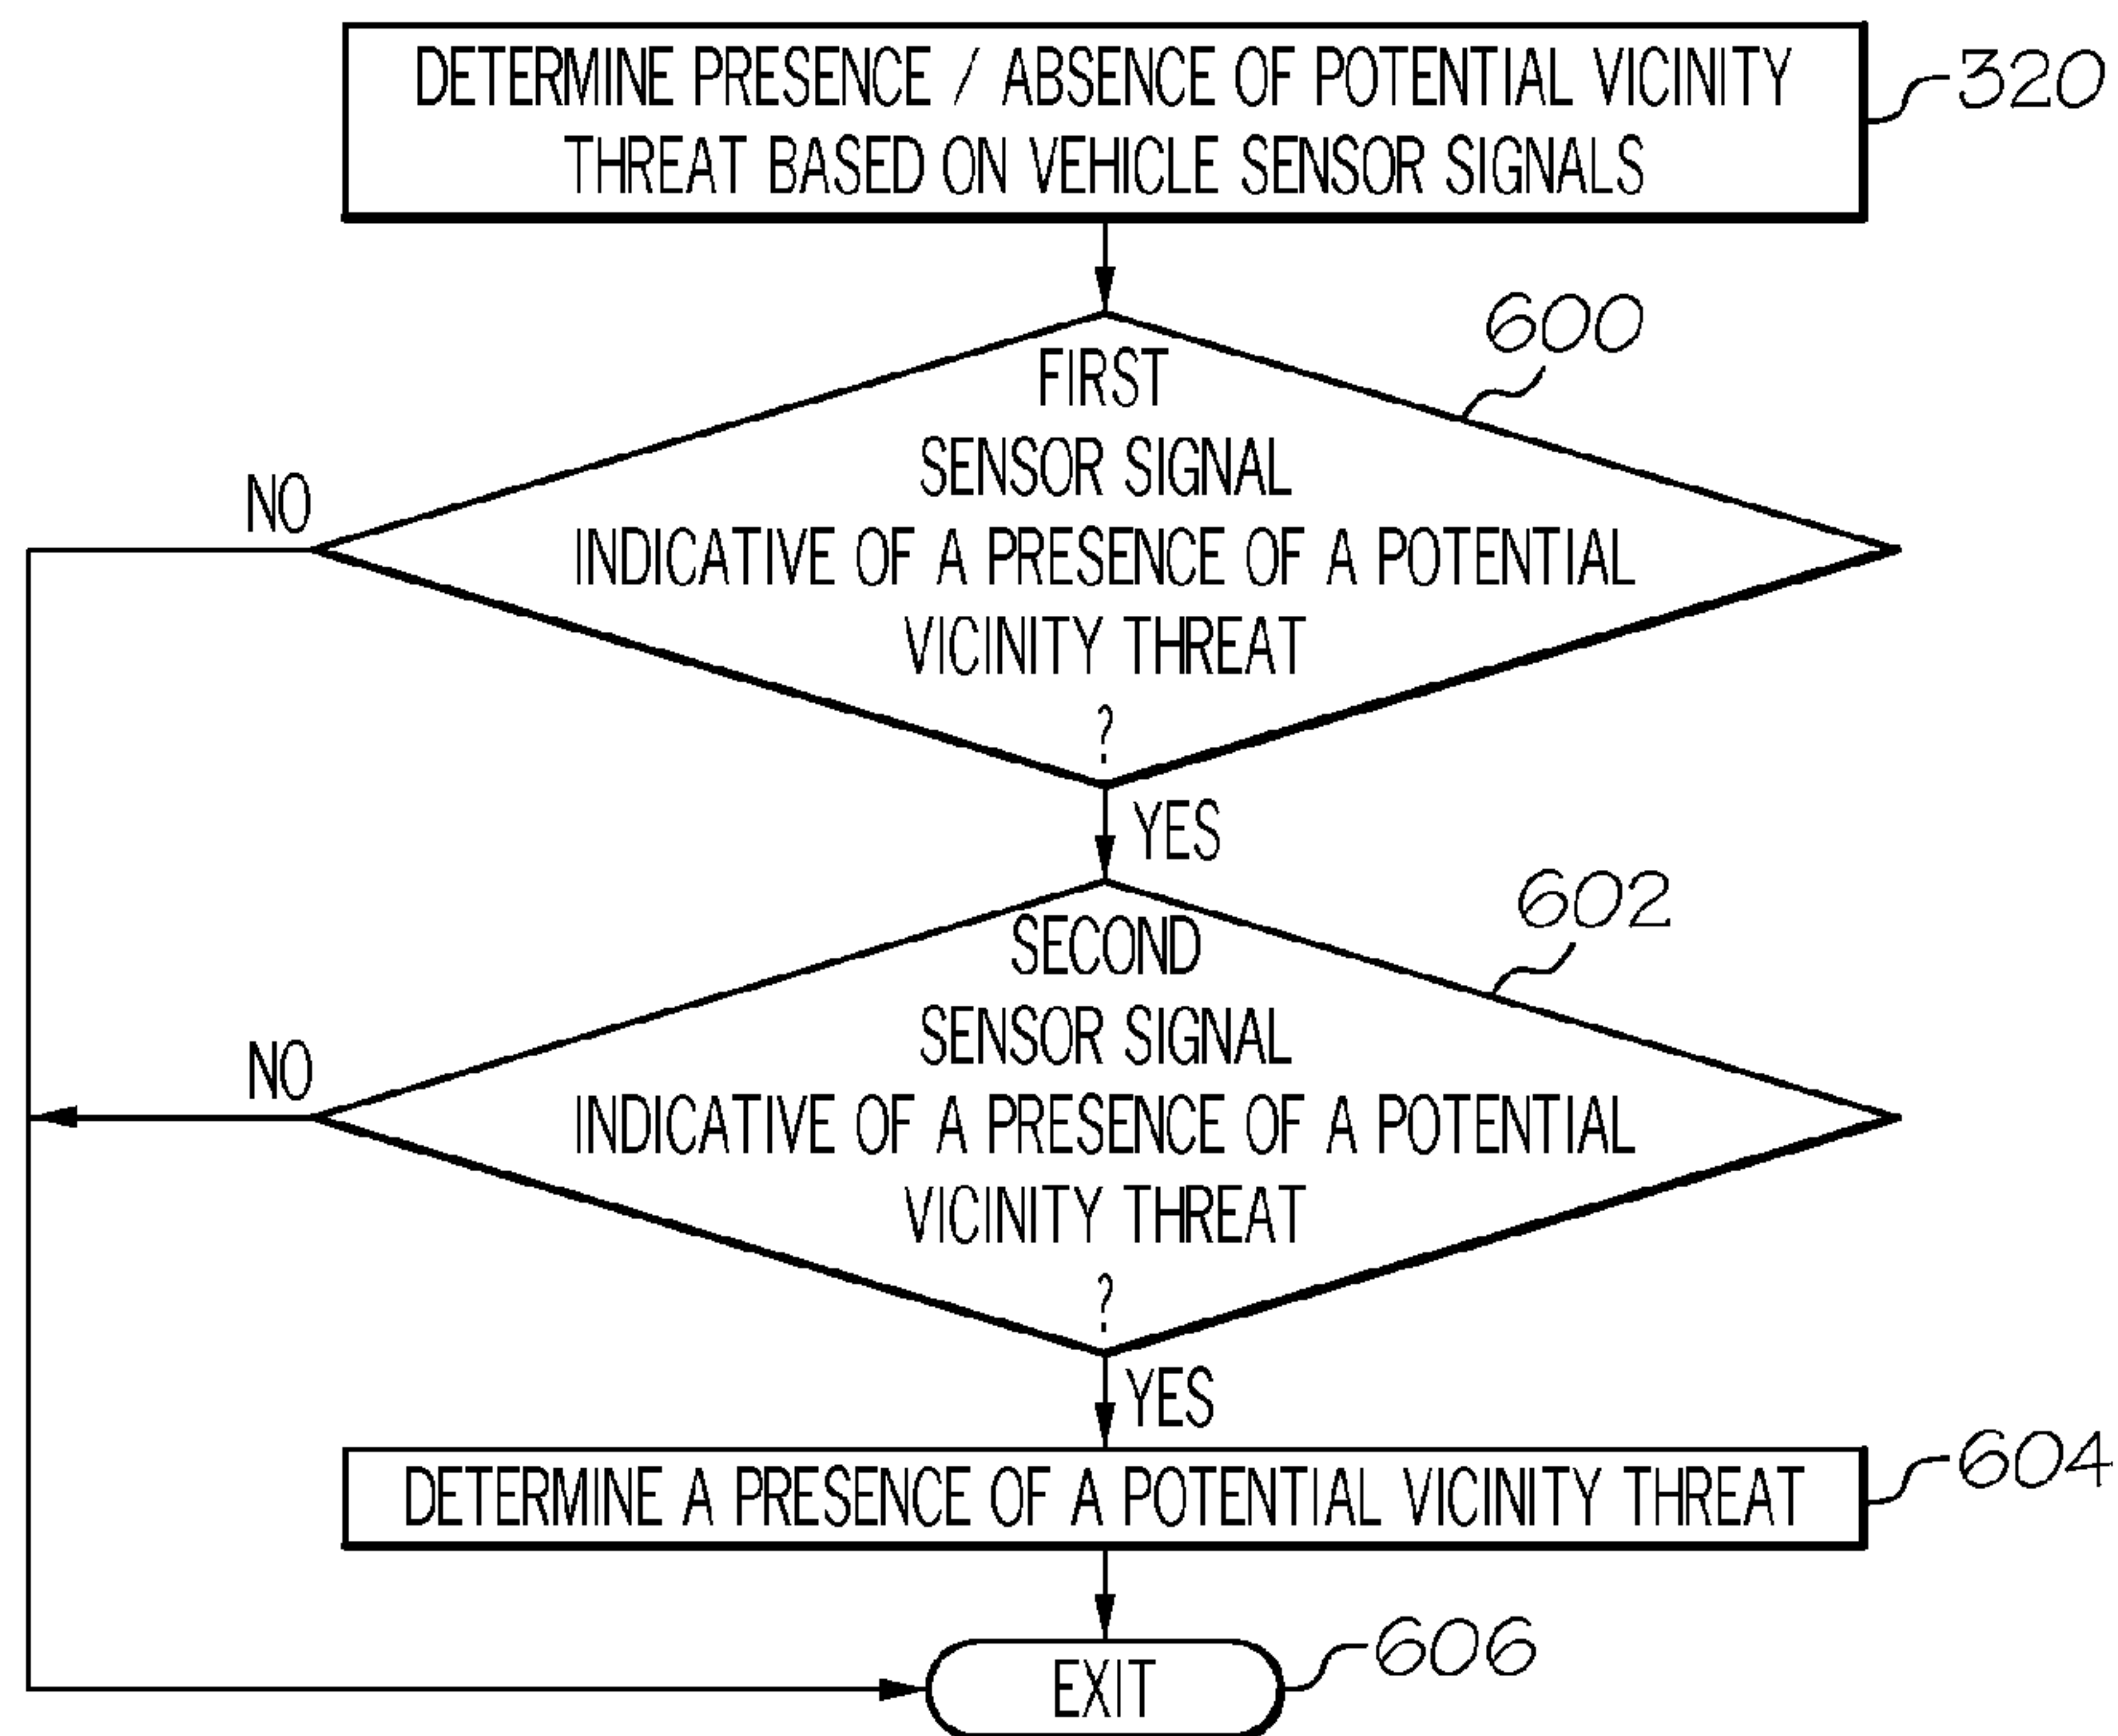 DETERMINE PRESENCE / ABSENCE OF POTENTIAL VICINITY
THREAT BASED ON VEHICLE SENSOR SIGNALS
320
600
FIRST
SENSOR SIGNAL
INDICATIVE OF A PRESENCE OF A POTENTIAL
VICINITY THREAT
?
NO
YES
602
SECOND
SENSOR SIGNAL
INDICATIVE OF A PRESENCE OF A POTENTIAL
VICINITY THREAT
?
NO
YES
DETERMINE A PRESENCE OF A POTENTIAL VICINITY THREAT
604
EXIT
606